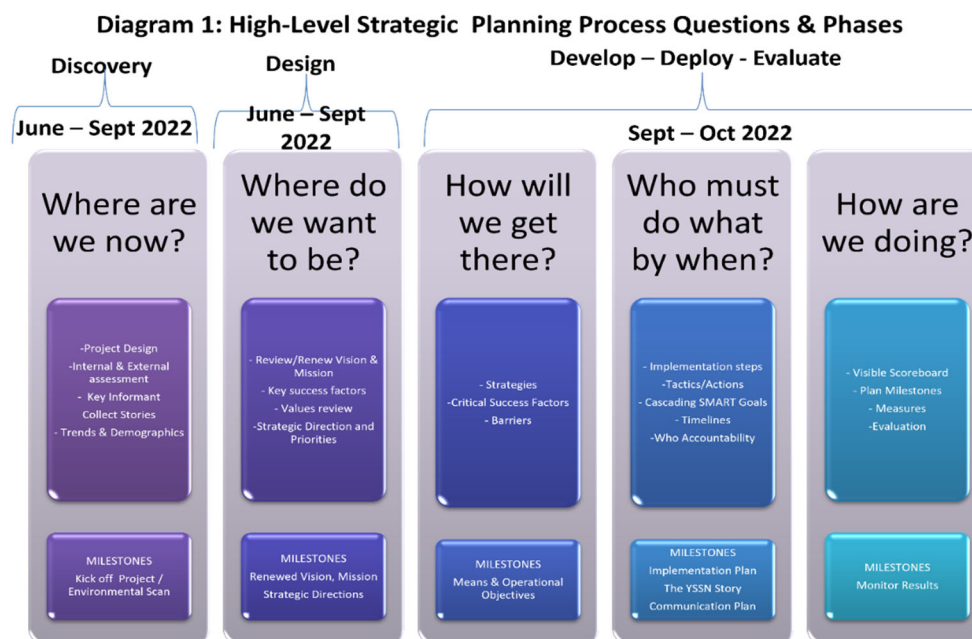 Diagram 1: High-Level Strategic Planning Process Questions & Phases
Discovery
June – Sept 2022
Design
June – Sept
2022
Develop – Deploy - Evaluate
Sept – Oct 2022
Where are
we now?
-Project Design
-Internal & External
assessment
- Key Informant
Collect Stories
- Trends & Demographics
MILESTONES
Kick off Project /
Environmental Scan
Where do
we want
to be?
- Review/Renew Vision &
Mission
- Key success factors
- Values review
-Strategic Direction and
Priorities
MILESTONES
Renewed Vision, Mission
Strategic Directions
How will
we get
there?
- Strategies
-Critical Success Factors
- Barriers
MILESTONES
Means & Operational
Objectives
Who must
do what
by when?
- Implementation steps
-Tactics/Actions
- Cascading SMART Goals
- Timelines
- Who Accountability
MILESTONES
Implementation Plan
The YSSN Story
Communication Plan
How are
we doing?
- Visible Scoreboard
- Plan Milestones
- Measures
-Evaluation
MILESTONES
Monitor Results